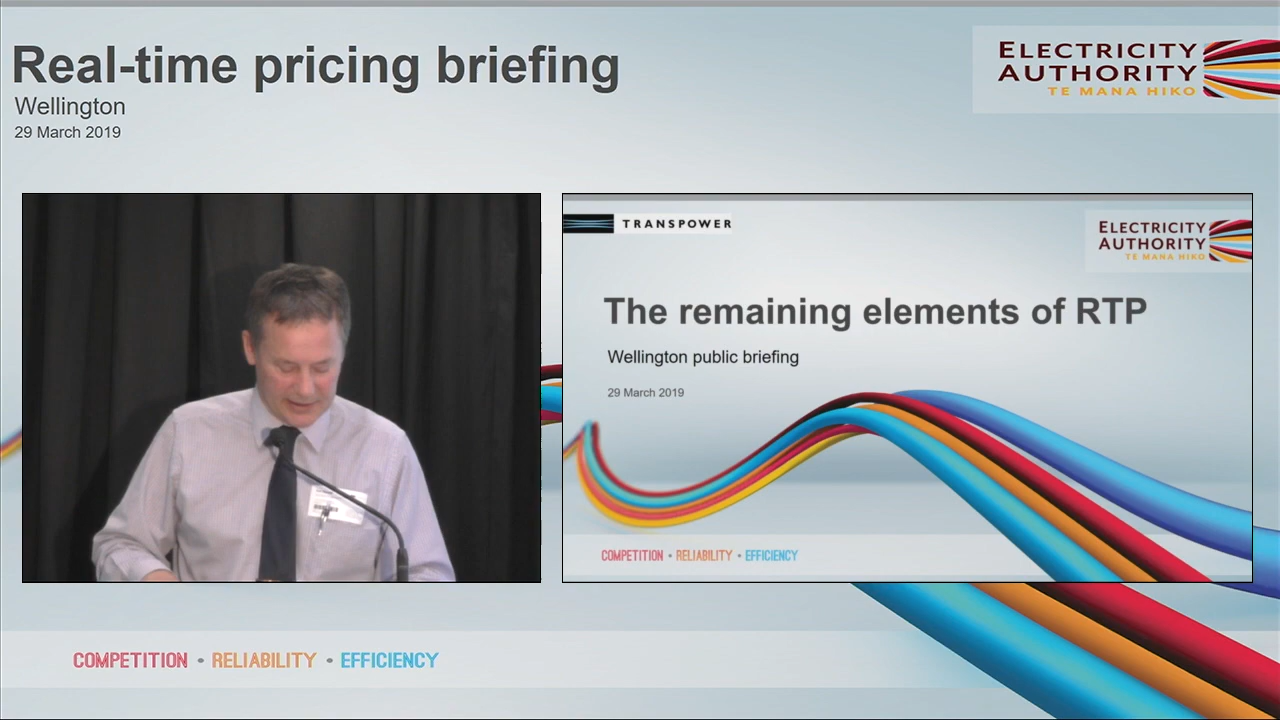 Real-time pricing briefing
Wellington
29 March 2019
ELECTRICITY
AUTHORITY
TE MANA HIKO
TRANSPOWER
ELECTRICITY
AUTHORITY
TE MANA HIKO
The remaining elements of RTP
Wellington public briefing
29 March 2019
COMPETITION • RELIABILITY • EFFICIENCY
COMPETITION • RELIABILITY • EFFICIENCY